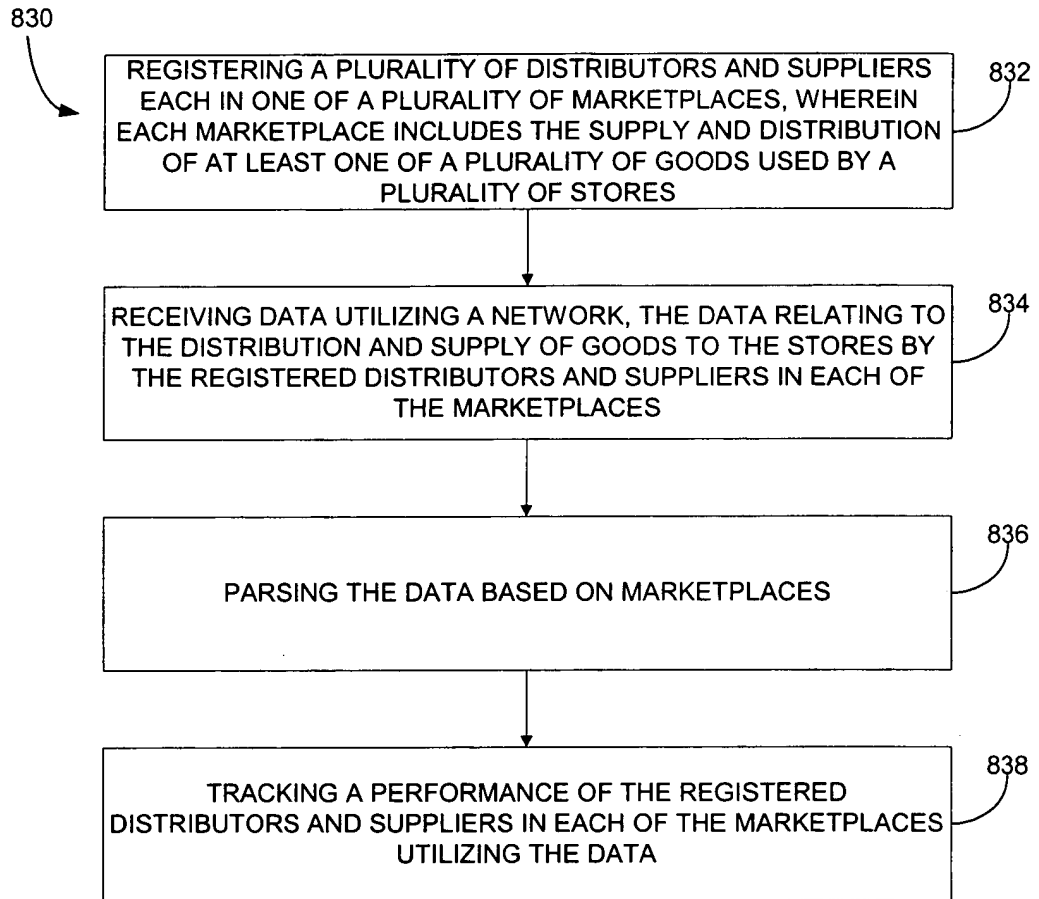 830
REGISTERING A PLURALITY OF DISTRIBUTORS AND SUPPLIERS
EACH IN ONE OF A PLURALITY OF MARKETPLACES, WHEREIN
EACH MARKETPLACE INCLUDES THE SUPPLY AND DISTRIBUTION
OF AT LEAST ONE OF A PLURALITY OF GOODS USED BY A
PLURALITY OF STORES
832
RECEIVING DATA UTILIZING A NETWORK, THE DATA RELATING TO
THE DISTRIBUTION AND SUPPLY OF GOODS TO THE STORES BY
THE REGISTERED DISTRIBUTORS AND SUPPLIERS IN EACH OF
THE MARKETPLACES
834
PARSING THE DATA BASED ON MARKETPLACES
836
TRACKING A PERFORMANCE OF THE REGISTERED
DISTRIBUTORS AND SUPPLIERS IN EACH OF THE MARKETPLACES
UTILIZING THE DATA
838